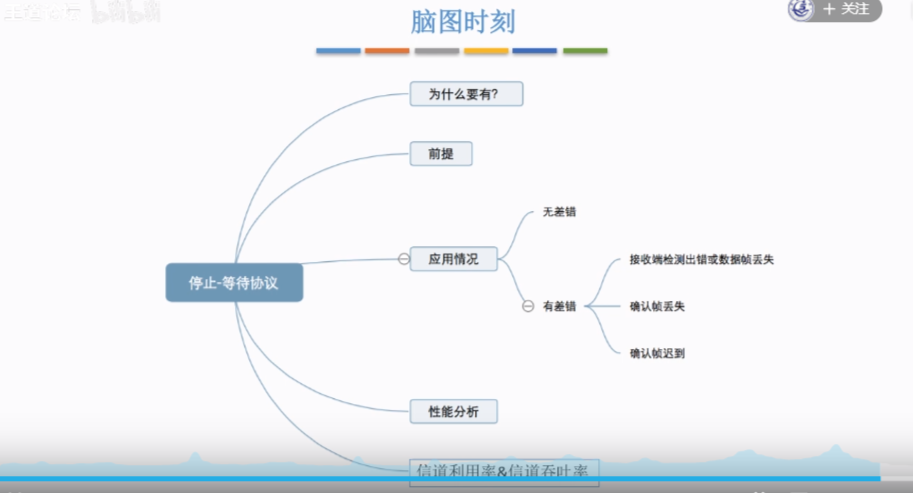 脑图时刻
+ 关注
为什么要有?
前提
无差错
应用情况
接收端检测出错或数据帧丢失
停止-等待协议
有差错
确认帧丢失
确认帧迟到
性能分析
信道利用率&信道吞吐率